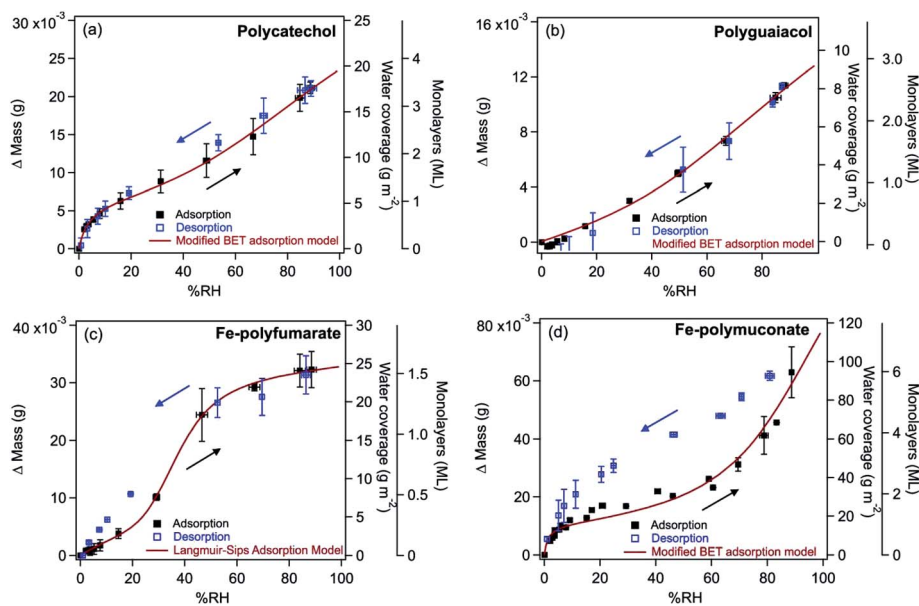 (a)
Polycatechol
30 x10⁻³
25
20
15
10
5
0
Δ Mass (g)
25
20
15
10
5
0
Water coverage (g m⁻²)
4
3
2
1
0
Monolayers (ML)
Adsorption
Desorption
Modified BET adsorption model
0 20 40 60 80 100
%RH
(b)
Polyguaiacol
16 x10⁻³
12
8
4
0
Δ Mass (g)
8
6
4
2
0
Water coverage (g m⁻²)
3.0
2.0
1.0
0.0
Monolayers (ML)
Adsorption
Desorption
Modified BET adsorption model
0 20 40 60 80
%RH
(c)
Fe-polyfumarate
40 x10⁻³
30
20
10
0
Δ Mass (g)
30
25
20
15
10
5
0
Water coverage (g m⁻²)
1.5
1.0
0.5
0.0
Monolayers (ML)
Adsorption
Desorption
Langmuir-Sips Adsorption Model
0 20 40 60 80 100
%RH
(d)
Fe-polymuconate
80 x10⁻³
60
40
20
0
Δ Mass (g)
120
100
80
60
40
20
0
Water coverage (g m⁻²)
6
4
2
0
Monolayers (ML)
Adsorption
Desorption
Modified BET adsorption model
0 20 40 60 80 100
%RH